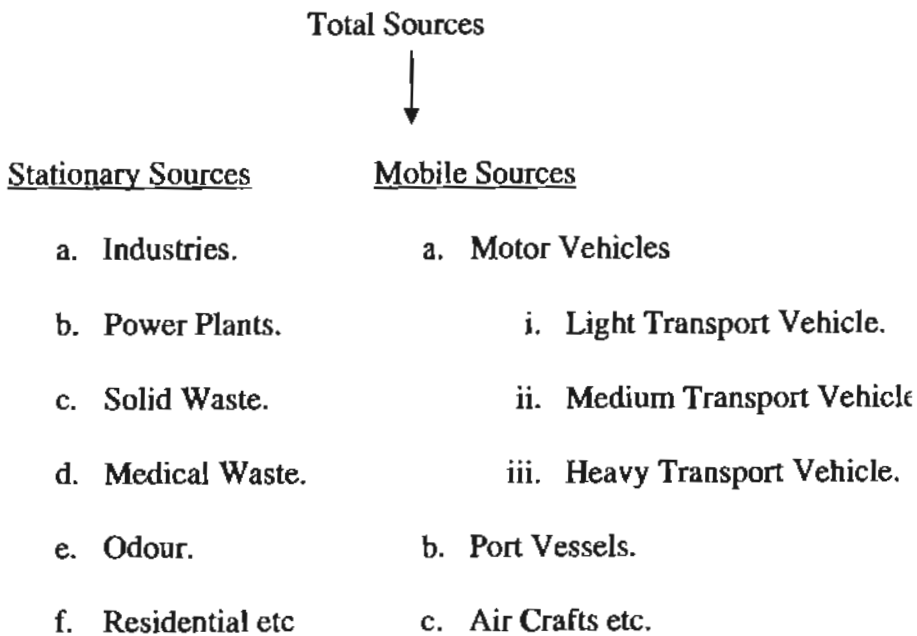 Total Sources
Stationary Sources Mobile Sources
a. Industries. a. Motor Vehicles
b. Power Plants. i. Light Transport Vehicle.
c. Solid Waste. ii. Medium Transport Vehicle
d. Medical Waste. iii. Heavy Transport Vehicle.
e. Odour. b. Port Vessels.
f. Residential etc c. Air Crafts etc.